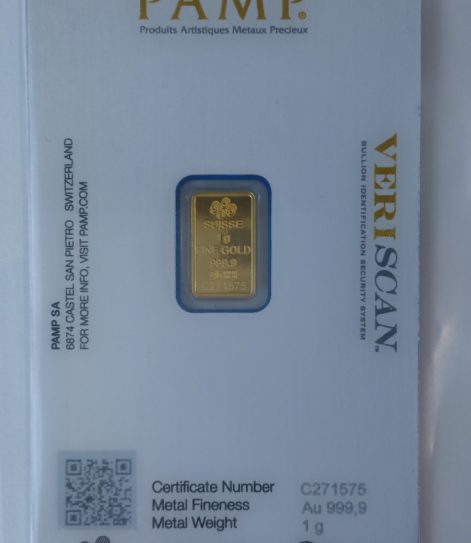 PAMP®
Produits Artistiques Metaux Precieux
PAMP SA
6874 CASTEL SAN PIETRO SWITZERLAND
FOR MORE INFO, VISIT PAMP.COM
SUISSE
1g
FINE GOLD
999.9
C271575
VERISCAN™
BULLION IDENTIFICATION SECURITY SYSTEM
Certificate Number C271575
Metal Fineness Au 999,9
Metal Weight 1 g